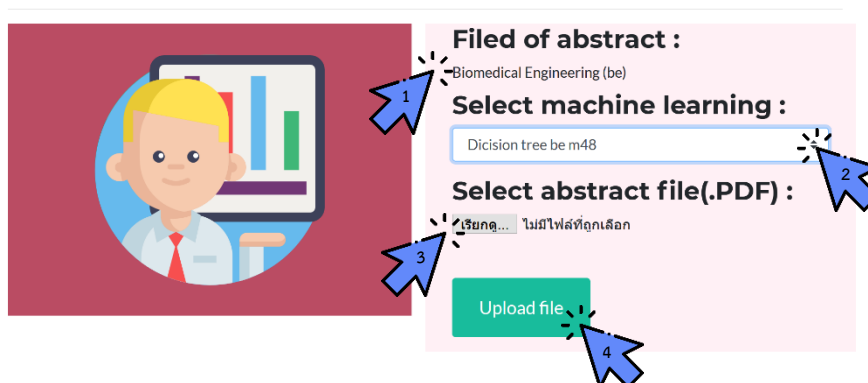 Filed of abstract :
Biomedical Engineering (be)
1
Select machine learning :
Dicision tree be m48
2
Select abstract file(.PDF) :
เรียกดู... ไม่มีไฟล์ที่ถูกเลือก
3
Upload file
4